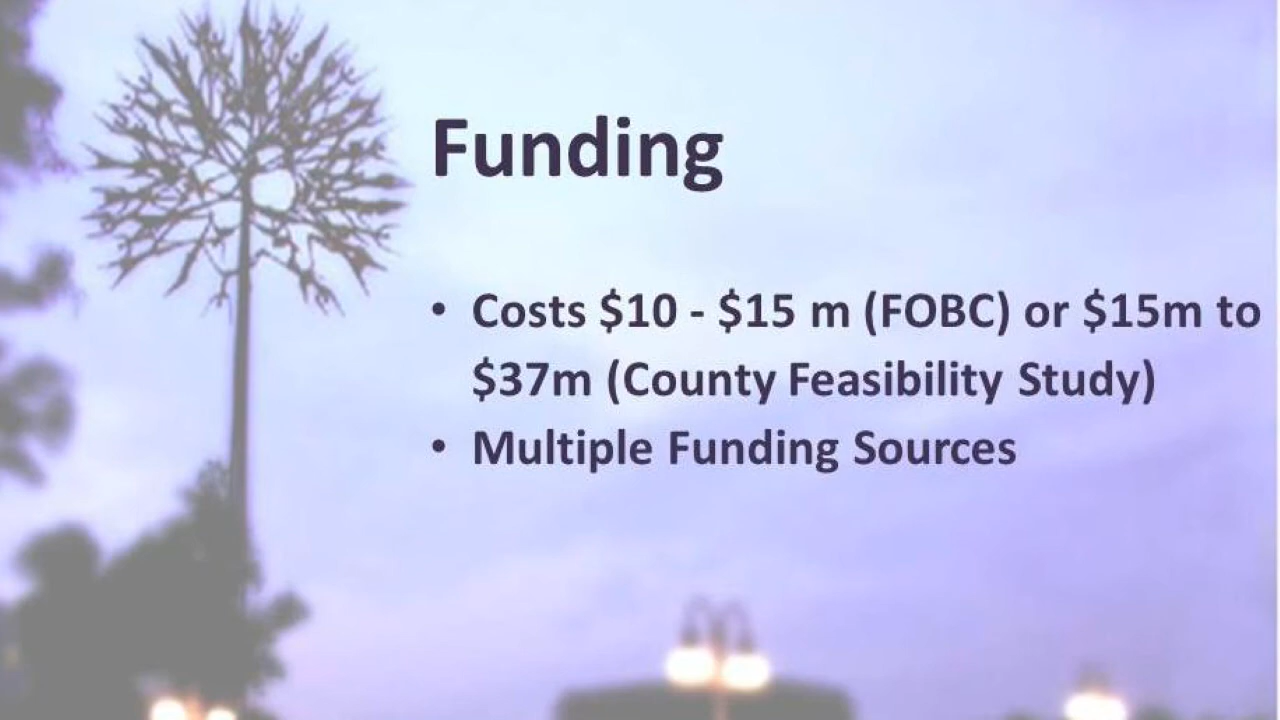 Funding
• Costs $10 - $15 m (FOBC) or $15m to
$37m (County Feasibility Study)
• Multiple Funding Sources